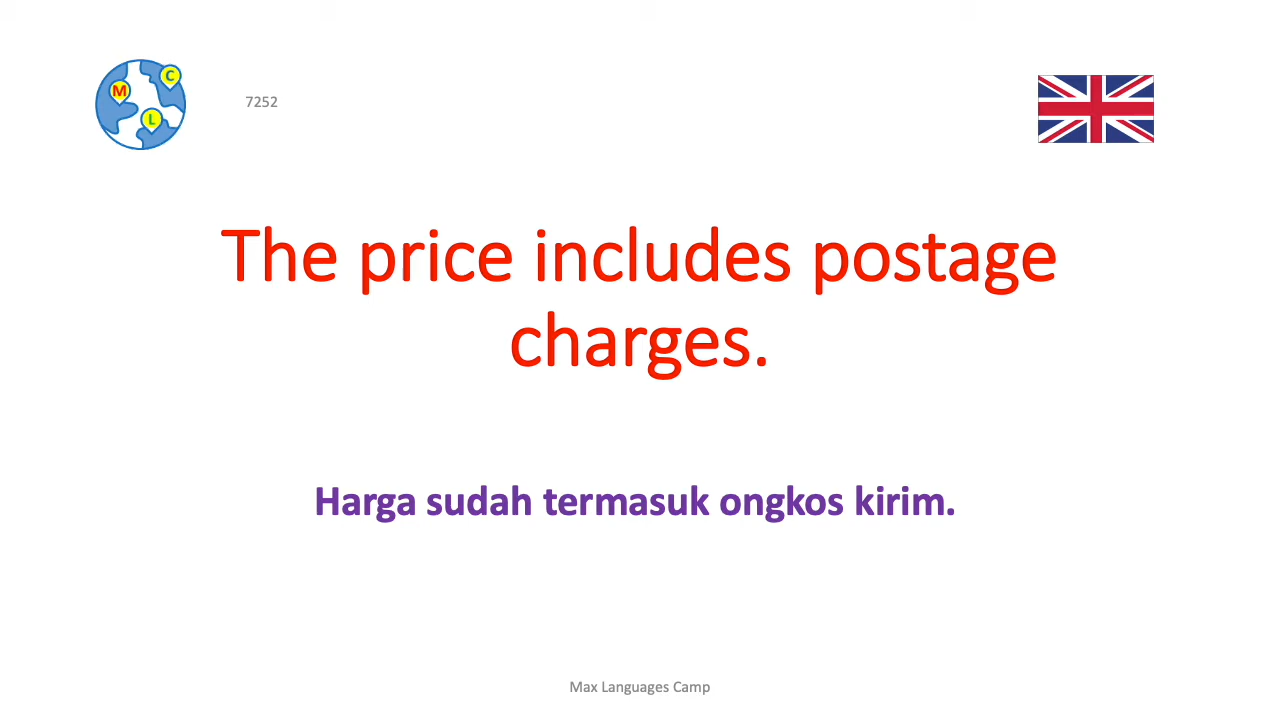 M
C
L
7252
The price includes postage
charges.
Harga sudah termasuk ongkos kirim.
Max Languages Camp